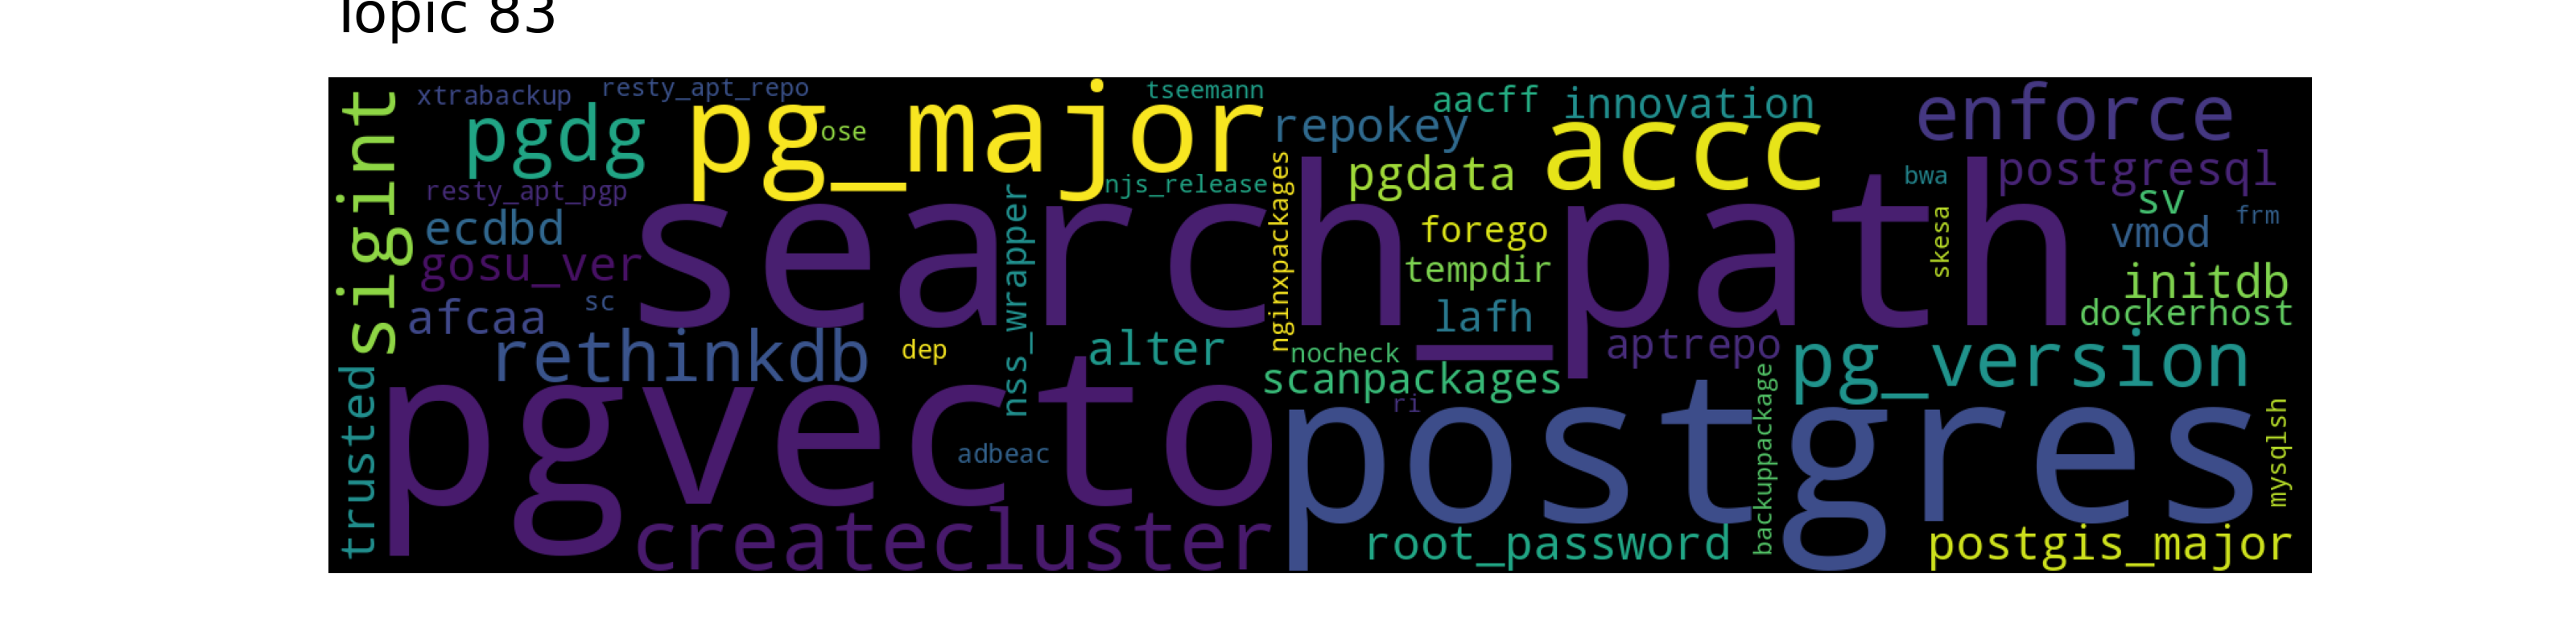 Topic 83
xtrabackup resty_apt_repo tseemann aacff innovation enforce
sigint pgdg pg_major ose repokey accc
resty_apt_pgp njs_release nginxpackages pgdata bwa postgresql
ecdbd search_path forego skesa sv frm
gosu_ver nss_wrapper tempdir vmod
afcaa sc lafh initdb
rethinkdb dep alter nocheck aptrepo dockerhost
trusted scanpackages pg_version
pgvecto adbeac ri postgres backuppackage mysqlsh
createcluster root_password postgis_major